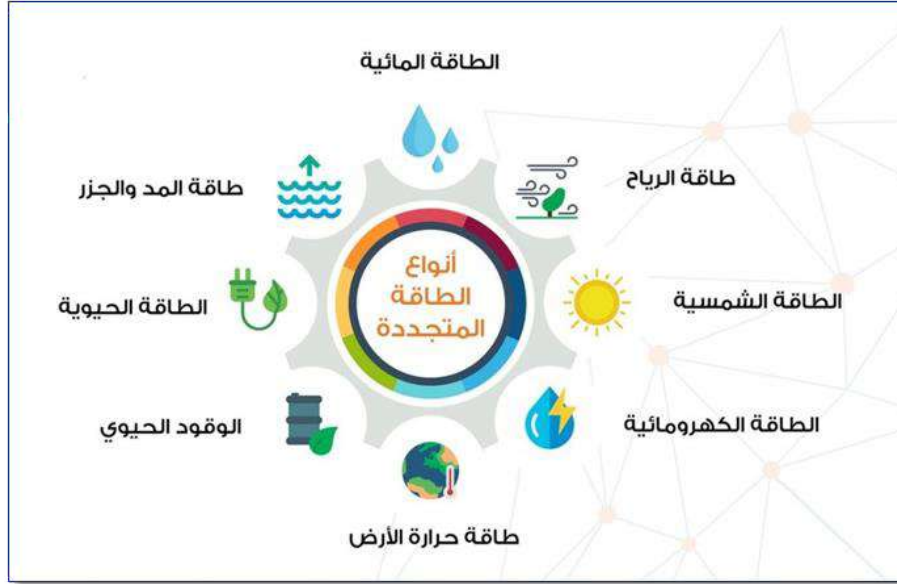 الطاقة المائية
طاقة الرياح
طاقة المد والجزر
أنواع
الطاقة
المتجددة
الطاقة الشمسية
الطاقة الحيوية
الطاقة الكهرومائية
الوقود الحيوي
طاقة حرارة الأرض